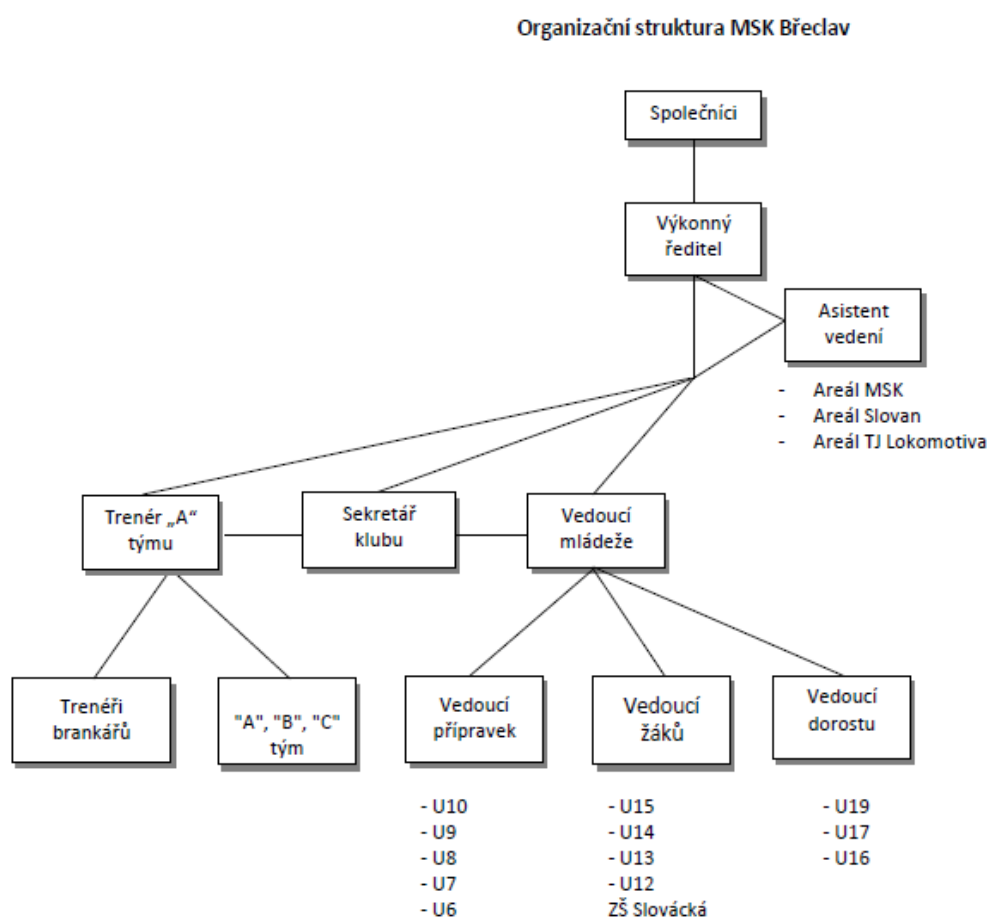 Organizační struktura MSK Břeclav
Společníci
Výkonný
ředitel
Asistent
vedení
- Areál MSK
- Areál Slovan
- Areál TJ Lokomotiva
Trenér „A“
týmu
Sekretář
klubu
Vedoucí
mládeže
Trenéři
brankářů
"A", "B", "C"
tým
Vedoucí
přípravek
Vedoucí
žáků
Vedoucí
dorostu
- U10
- U9
- U8
- U7
- U6
- U15
- U14
- U13
- U12
ZŠ Slovácká
- U19
- U17
- U16